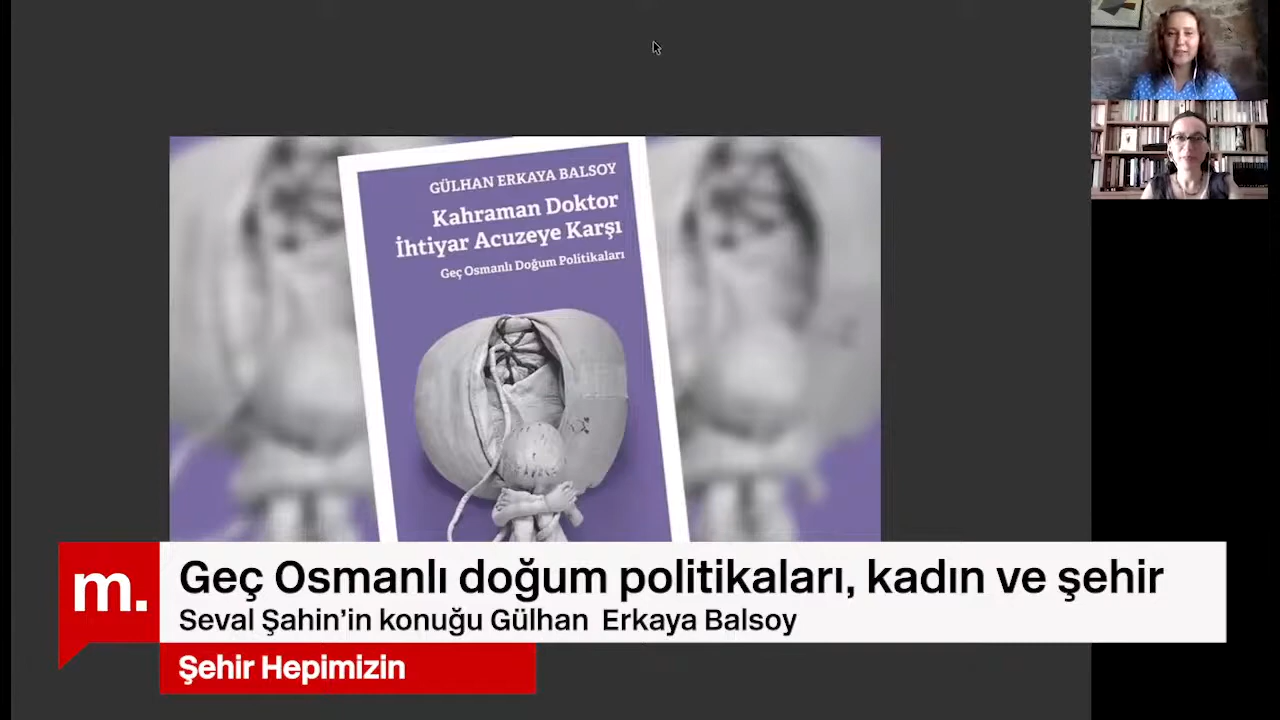 GÜLHAN ERKAYA BALSOY
Kahraman Doktor
İhtiyar Acuzeye Karşı
Geç Osmanlı Doğum Politikaları
m.
Geç Osmanlı doğum politikaları, kadın ve şehir
Seval Şahin’in konuğu Gülhan Erkaya Balsoy
Şehir Hepimizin